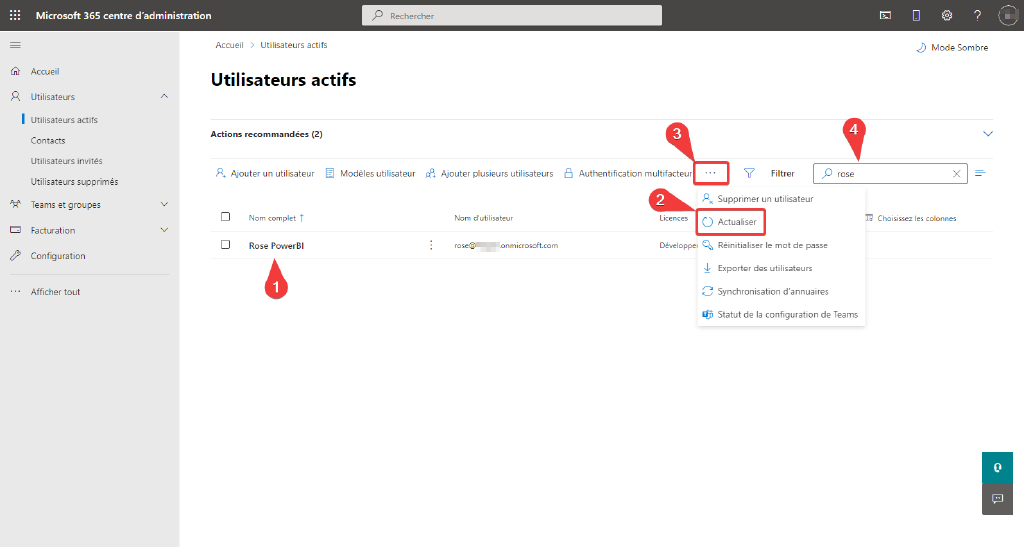 Microsoft 365 centre d'administration
Rechercher
?
Accueil > Utilisateurs actifs
Mode Sombre
Accueil
Utilisateurs
Utilisateurs actifs
Contacts
Utilisateurs invités
Utilisateurs supprimés
Teams et groupes
Facturation
Configuration
Afficher tout
Utilisateurs actifs
Actions recommandées (2)
3
4
Ajouter un utilisateur
Modèles utilisateur
Ajouter plusieurs utilisateurs
Authentification multifacteur
...
Filtrer
rose
2
Supprimer un utilisateur
Actualiser
Réinitialiser le mot de passe
Exporter des utilisateurs
Synchronisation d'annuaires
Statut de la configuration de Teams
Nom complet ↑
Nom d'utilisateur
Licences
Choisissez les colonnes
Rose PowerBI
rose@
.onmicrosoft.com
Développer
1